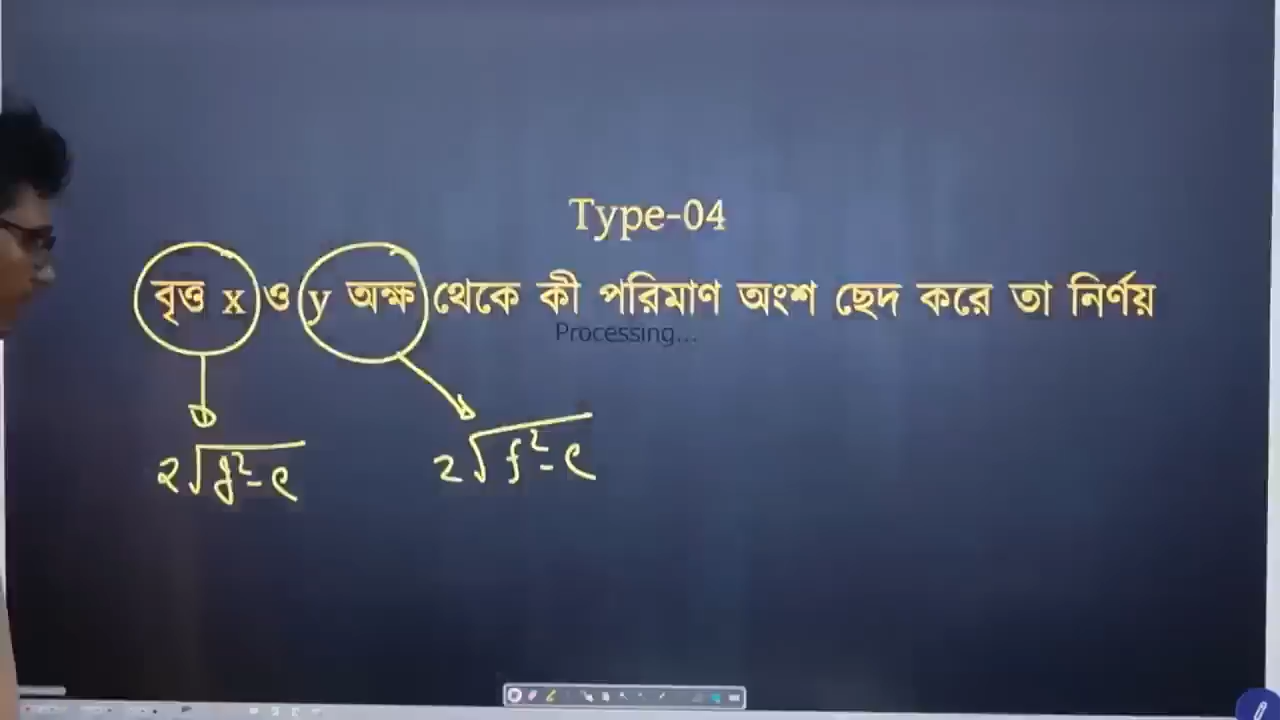 Type-04
বৃত্ত x ও y অক্ষ থেকে কী পরিমাণ অংশ ছেদ করে তা নির্ণয়
Processing...
2√g²-c 2√f²-c